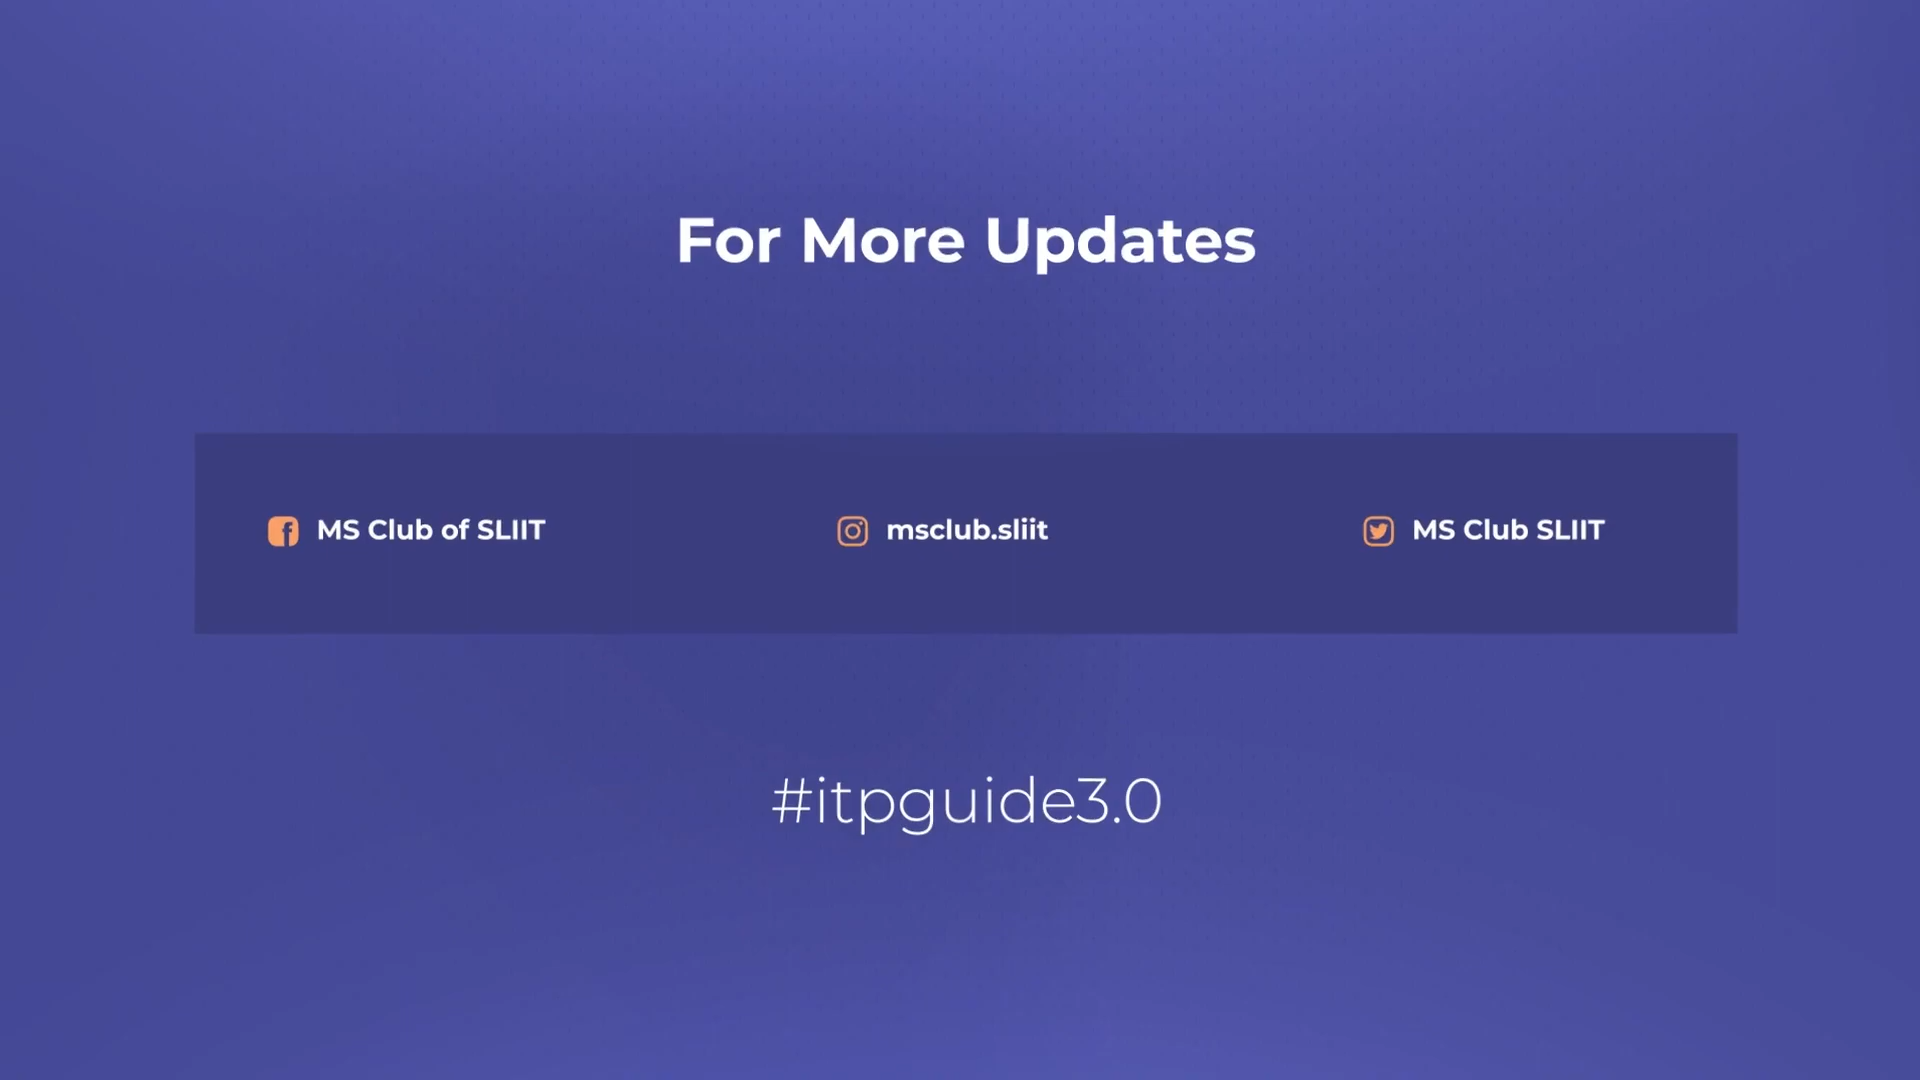 For More Updates
MS Club of SLIIT
msclub.sliit
MS Club SLIIT
#itpguide3.0